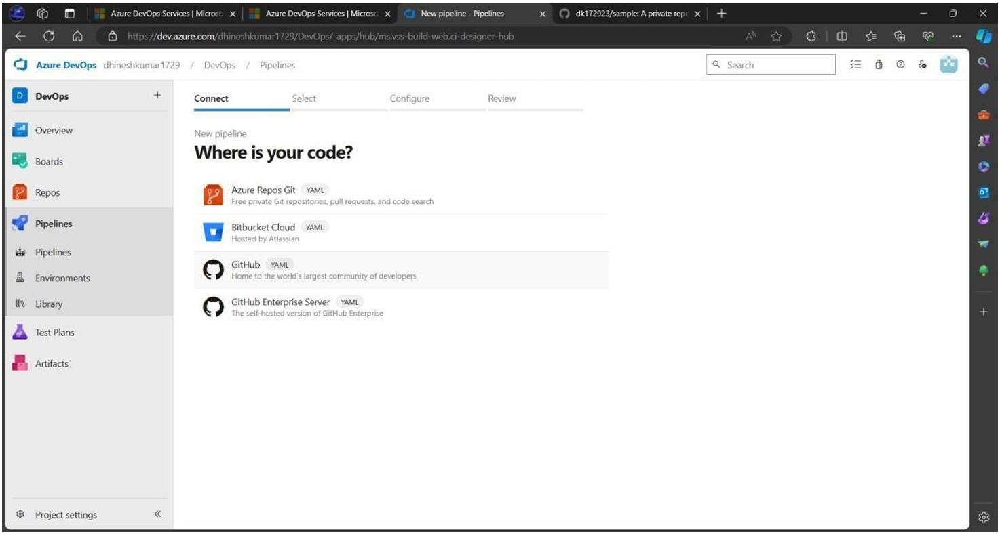 Azure DevOps Services | Microso
Azure DevOps Services | Microso
New pipeline - Pipelines
dk172923/sample: A private repo
https://dev.azure.com/dhineshkumar1729/DevOps/_apps/hub/ms.vss-build-web.ci-designer-hub
Azure DevOps dhineshkumar1729 / DevOps / Pipelines
Search
D DevOps
Overview
Boards
Repos
Pipelines
Pipelines
Environments
Library
Test Plans
Artifacts
Project settings
Connect Select Configure Review
New pipeline
Where is your code?
Azure Repos Git YAML
Free private Git repositories, pull requests, and code search
Bitbucket Cloud YAML
Hosted by Atlassian
GitHub YAML
Home to the world's largest community of developers
GitHub Enterprise Server YAML
The self-hosted version of GitHub Enterprise